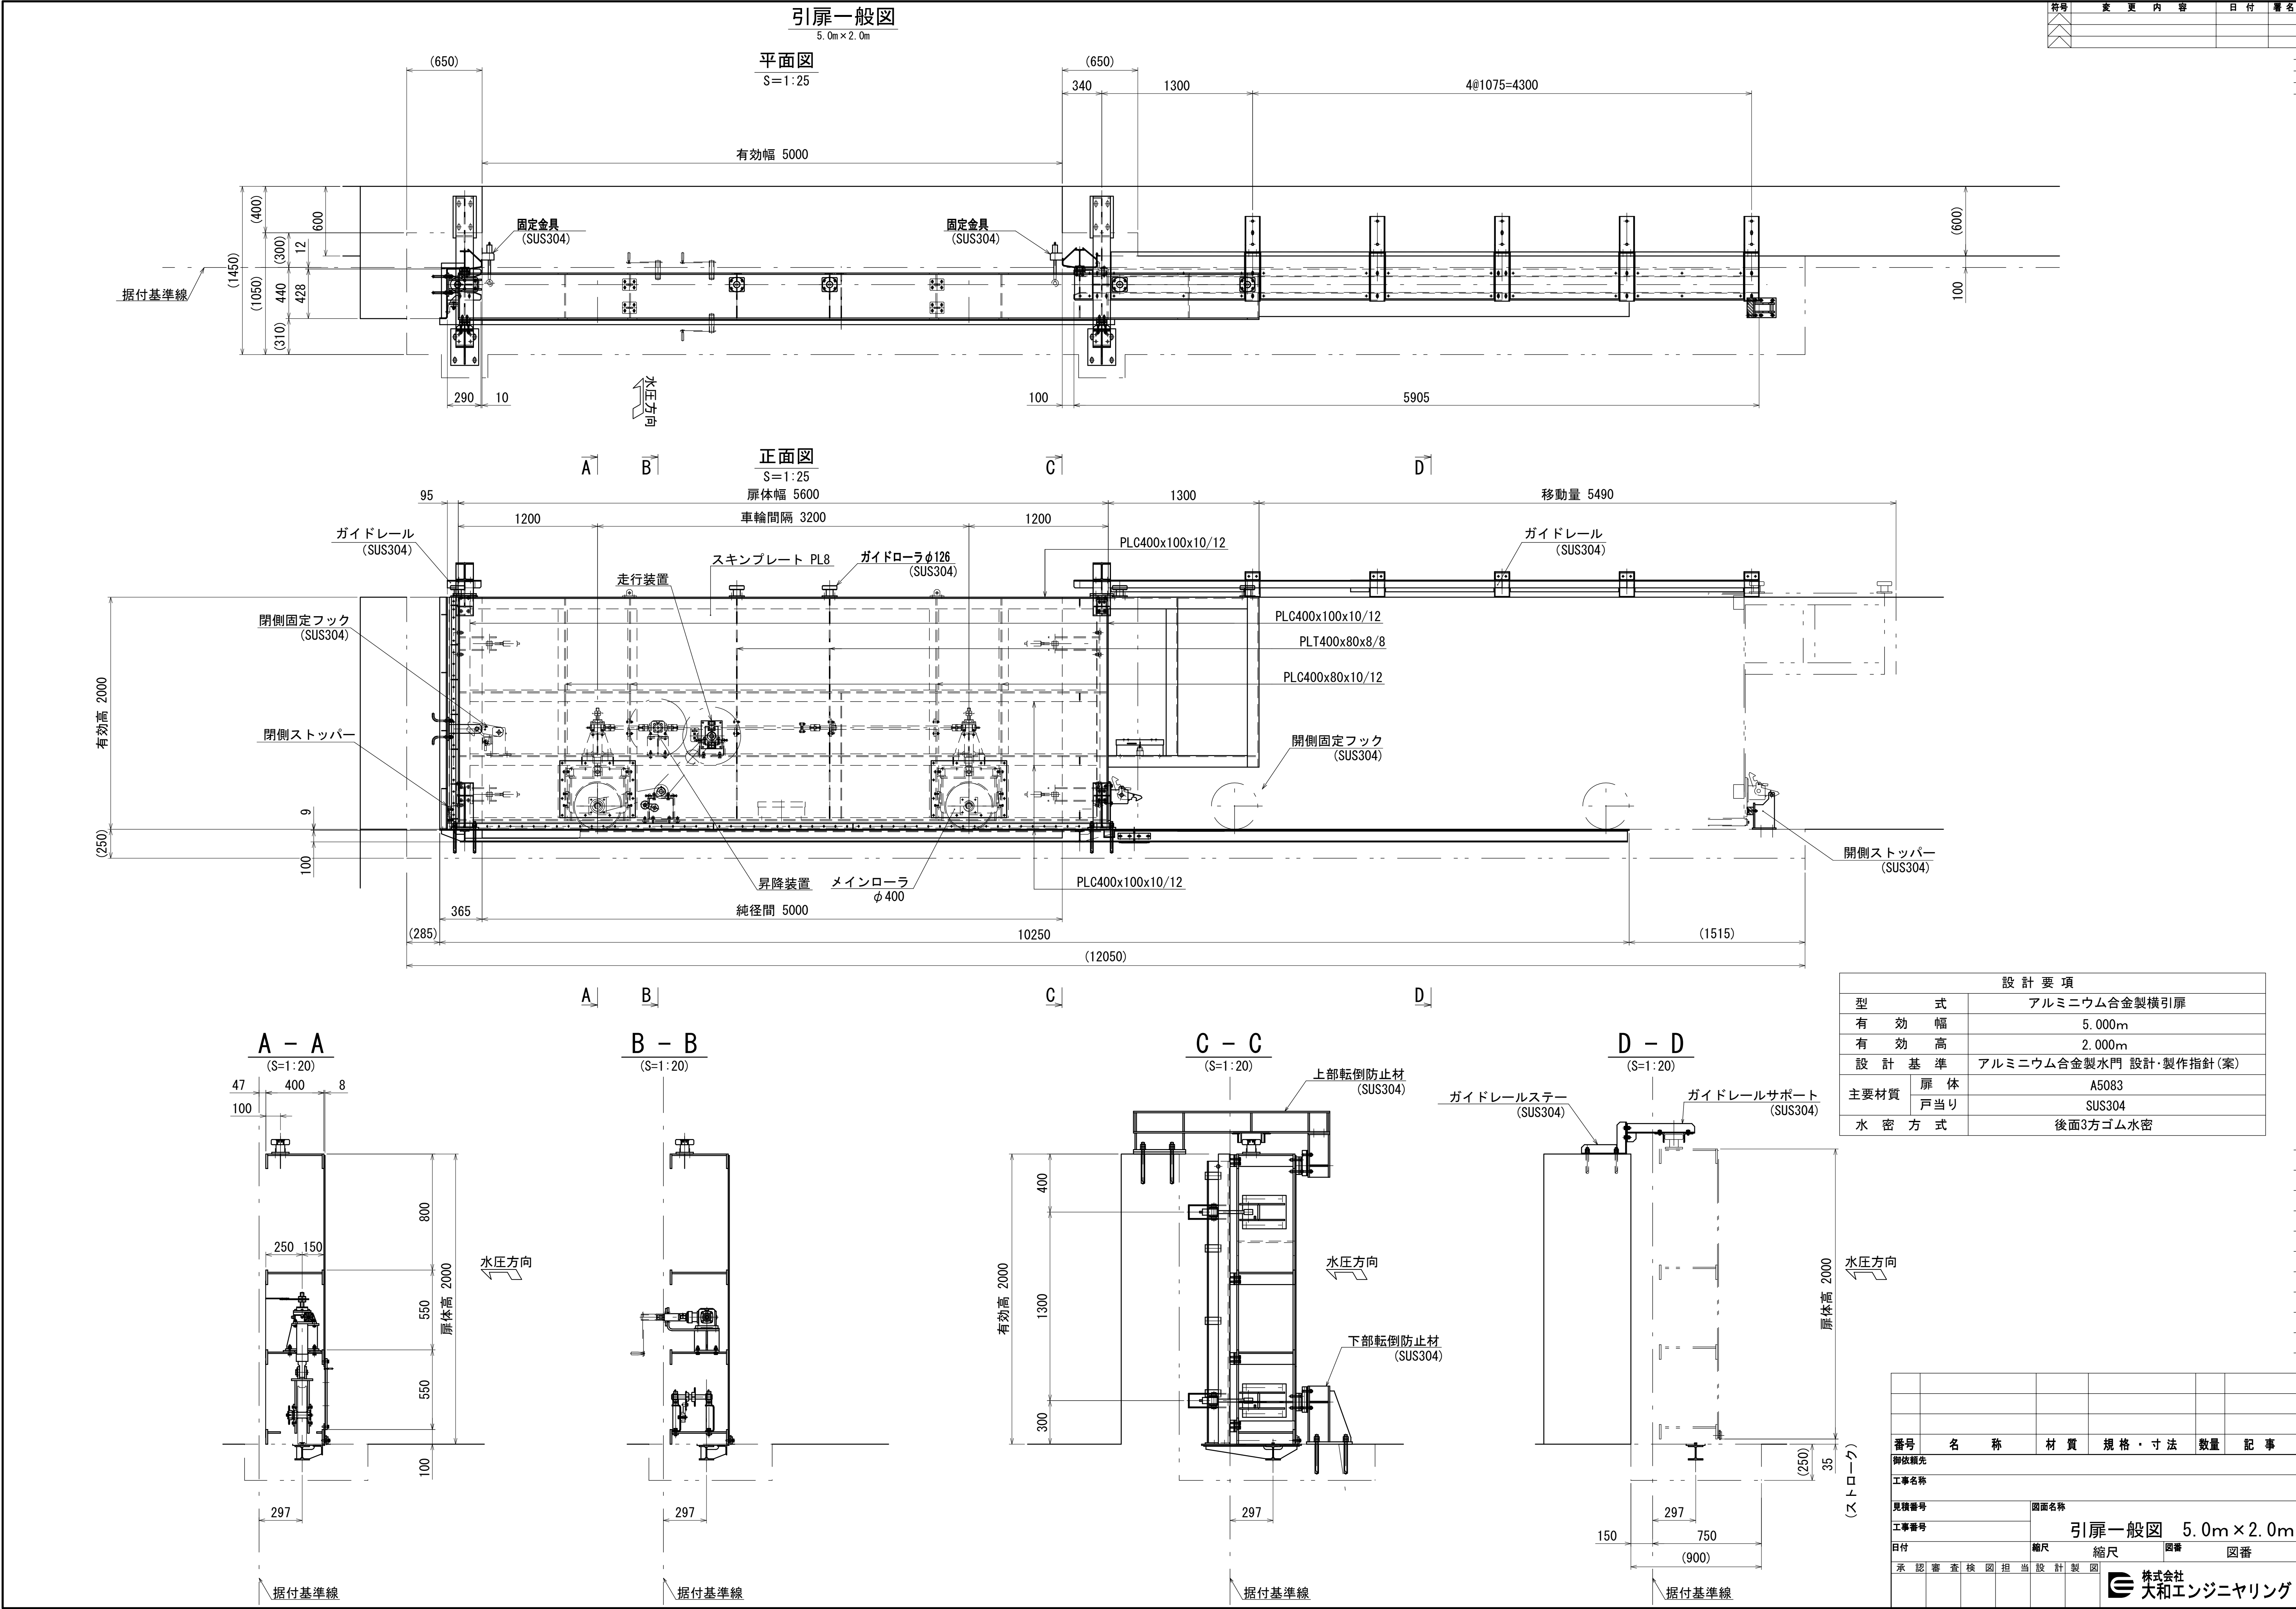 引扉一般図
5.0m×2.0m
符号 変更内容 日付 署名
平面図
S=1:25
(650)
(650)
340
1300
4@1075=4300
有効幅 5000
(1450)
(400)
(1050)
(300)
440
(310)
600
12
428
固定金具
(SUS304)
固定金具
(SUS304)
(600)
100
据付基準線
290
10
水圧方向
100
5905
A
B
C
D
正面図
S=1:25
95
扉体幅 5600
1300
移動量 5490
1200
車輪間隔 3200
1200
ガイドレール
(SUS304)
スキンプレート PL8
ガイドローラφ126
(SUS304)
走行装置
PLC400x100x10/12
ガイドレール
(SUS304)
閉側固定フック
(SUS304)
PLC400x100x10/12
PLT400x80x8/8
PLC400x80x10/12
有効高 2000
閉側ストッパー
開側固定フック
(SUS304)
9
(250)
100
昇降装置
メインローラ
φ400
PLC400x100x10/12
開側ストッパー
(SUS304)
365
純径間 5000
(285)
10250
(1515)
(12050)
A
B
C
D
設計要項
型式 アルミニウム合金製横引扉
有効幅 5.000m
有効高 2.000m
設計基準 アルミニウム合金製水門 設計・製作指針(案)
主要材質 扉体 A5083
戸当り SUS304
水密方式 後面3方ゴム水密
A - A
(S=1:20)
47
400
8
100
250
150
800
550
550
100
扉体高 2000
水圧方向
297
据付基準線
B - B
(S=1:20)
297
据付基準線
C - C
(S=1:20)
上部転倒防止材
(SUS304)
有効高 2000
400
1300
300
水圧方向
下部転倒防止材
(SUS304)
297
据付基準線
D - D
(S=1:20)
ガイドレールステー
(SUS304)
ガイドレールサポート
(SUS304)
扉体高 2000
水圧方向
(250)
35
(ストローク)
297
150
750
(900)
据付基準線
番号 名称 材質 規格・寸法 数量 記事
御依頼先
工事名称
見積番号
図面名称
工事番号
引扉一般図 5.0m×2.0m
日付
縮尺 縮尺
図番 図番
承認 審査 検図 担当 設計 製図
株式会社
大和エンジニヤリング